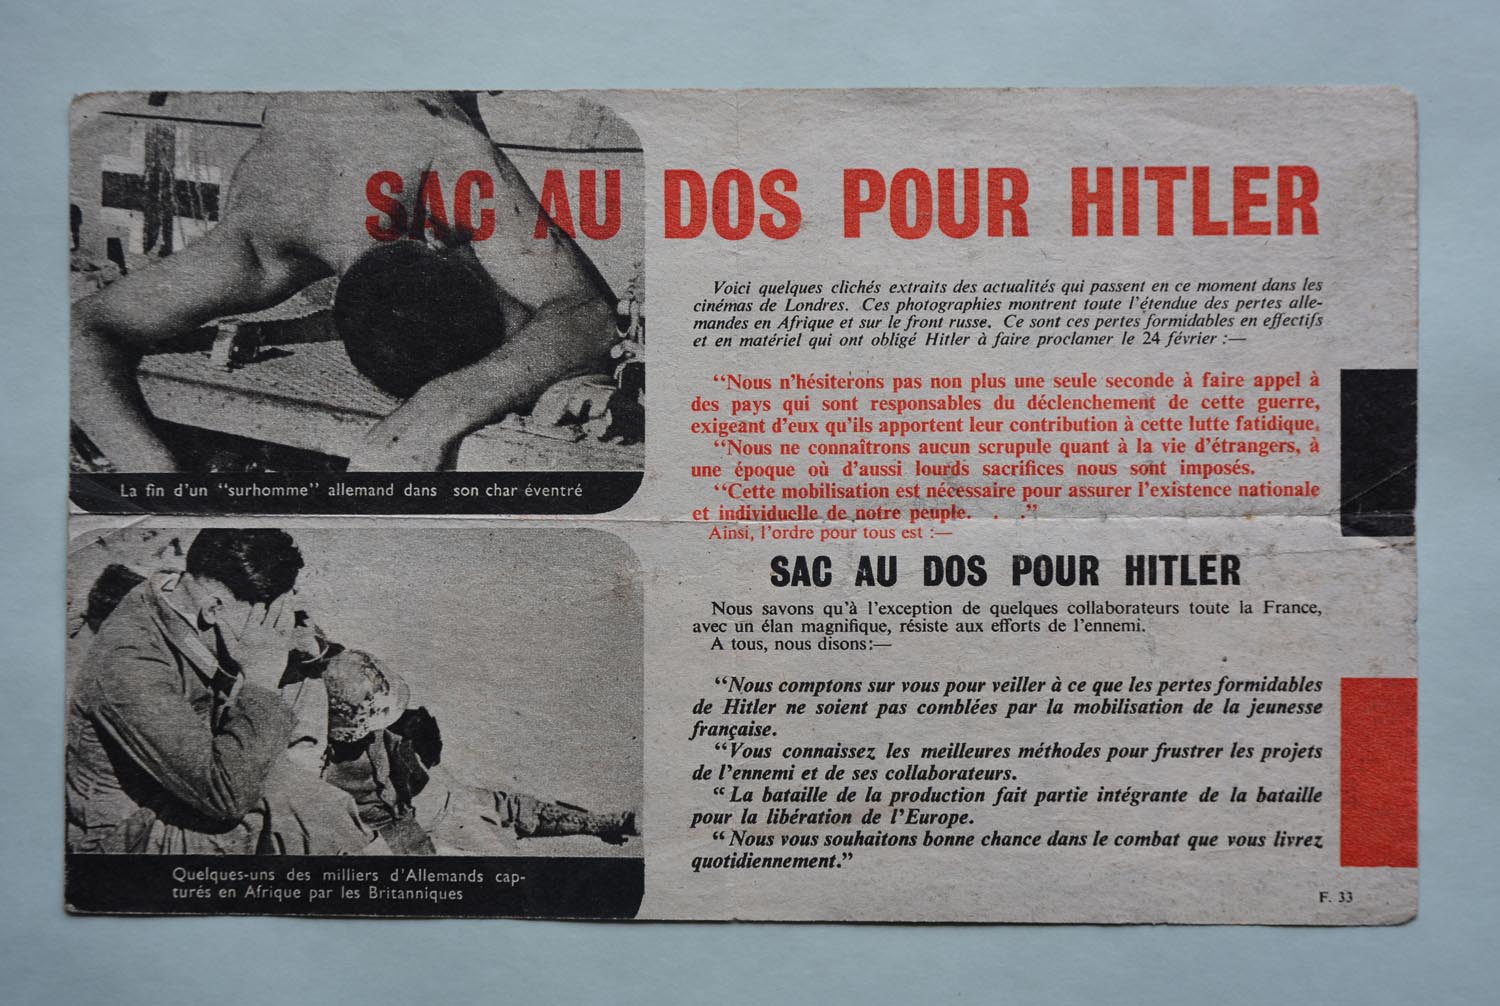 SAC AU DOS POUR HITLER
Voici quelques clichés extraits des actualités qui passent en ce moment dans les
cinémas de Londres. Ces photographies montrent toute l'étendue des pertes alle-
mandes en Afrique et sur le front russe. Ce sont ces pertes formidables en effectifs
et en matériel qui ont obligé Hitler à faire proclamer le 24 février :—
“Nous n'hésiterons pas non plus une seule seconde à faire appel à
des pays qui sont responsables du déclenchement de cette guerre,
exigeant d'eux qu'ils apportent leur contribution à cette lutte fatidique.
“Nous ne connaîtrons aucun scrupule quant à la vie d'étrangers, à
une époque où d'aussi lourds sacrifices nous sont imposés.
“Cette mobilisation est nécessaire pour assurer l'existence nationale
et individuelle de notre peuple. . .”
Ainsi, l'ordre pour tous est :—
SAC AU DOS POUR HITLER
Nous savons qu'à l'exception de quelques collaborateurs toute la France,
avec un élan magnifique, résiste aux efforts de l'ennemi.
A tous, nous disons:—
“Nous comptons sur vous pour veiller à ce que les pertes formidables
de Hitler ne soient pas comblées par la mobilisation de la jeunesse
française.
“Vous connaissez les meilleures méthodes pour frustrer les projets
de l'ennemi et de ses collaborateurs.
“La bataille de la production fait partie intégrante de la bataille
pour la libération de l'Europe.
“Nous vous souhaitons bonne chance dans le combat que vous livrez
quotidiennement.”
F. 33
La fin d'un “surhomme” allemand dans son char éventré
Quelques-uns des milliers d'Allemands cap-
turés en Afrique par les Britanniques